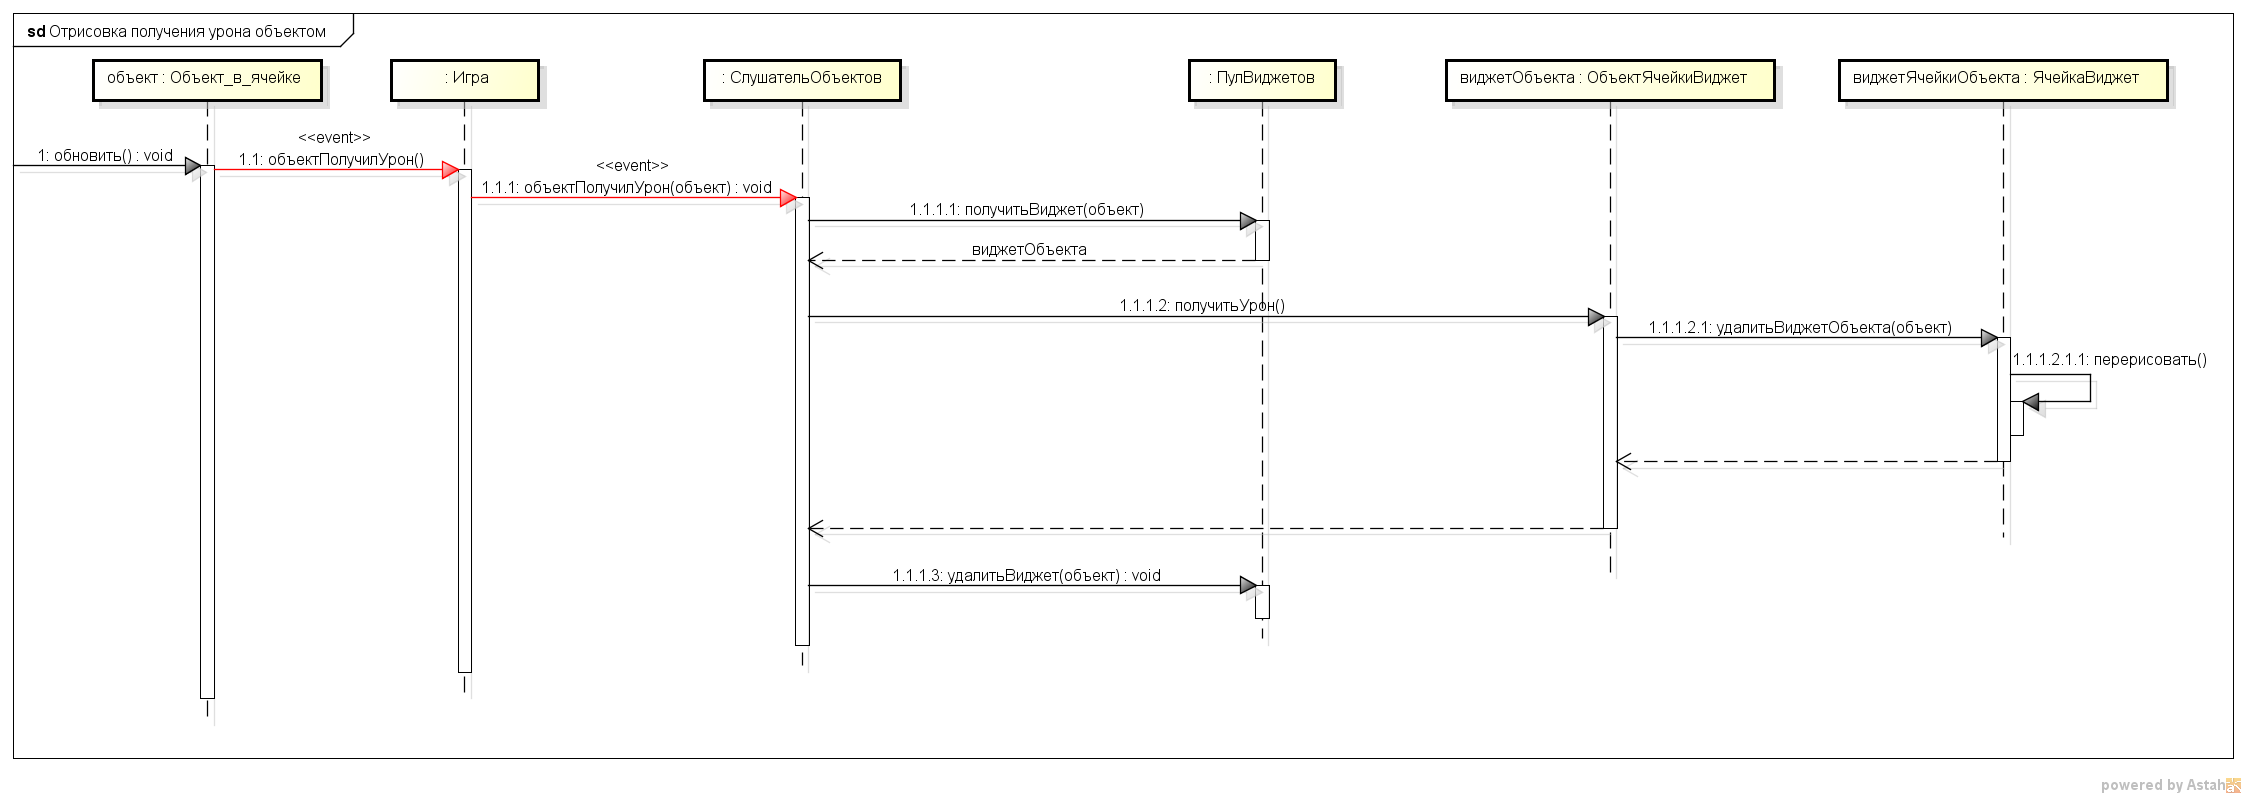 sd Отрисовка получения урона объектом
объект : Объект_в_ячейке
: Игра
: СлушательОбъектов
: ПулВиджетов
виджетОбъекта : ОбъектЯчейкиВиджет
виджетЯчейкиОбъекта : ЯчейкаВиджет
<<event>>
1: обновить() : void
1.1: объектПолучилУрон()
<<event>>
1.1.1: объектПолучилУрон(объект) : void
1.1.1.1: получитьВиджет(объект)
виджетОбъекта
1.1.1.2: получитьУрон()
1.1.1.2.1: удалитьВиджетОбъекта(объект)
1.1.1.2.1.1: перерисовать()
1.1.1.3: удалитьВиджет(объект) : void
powered by Astah